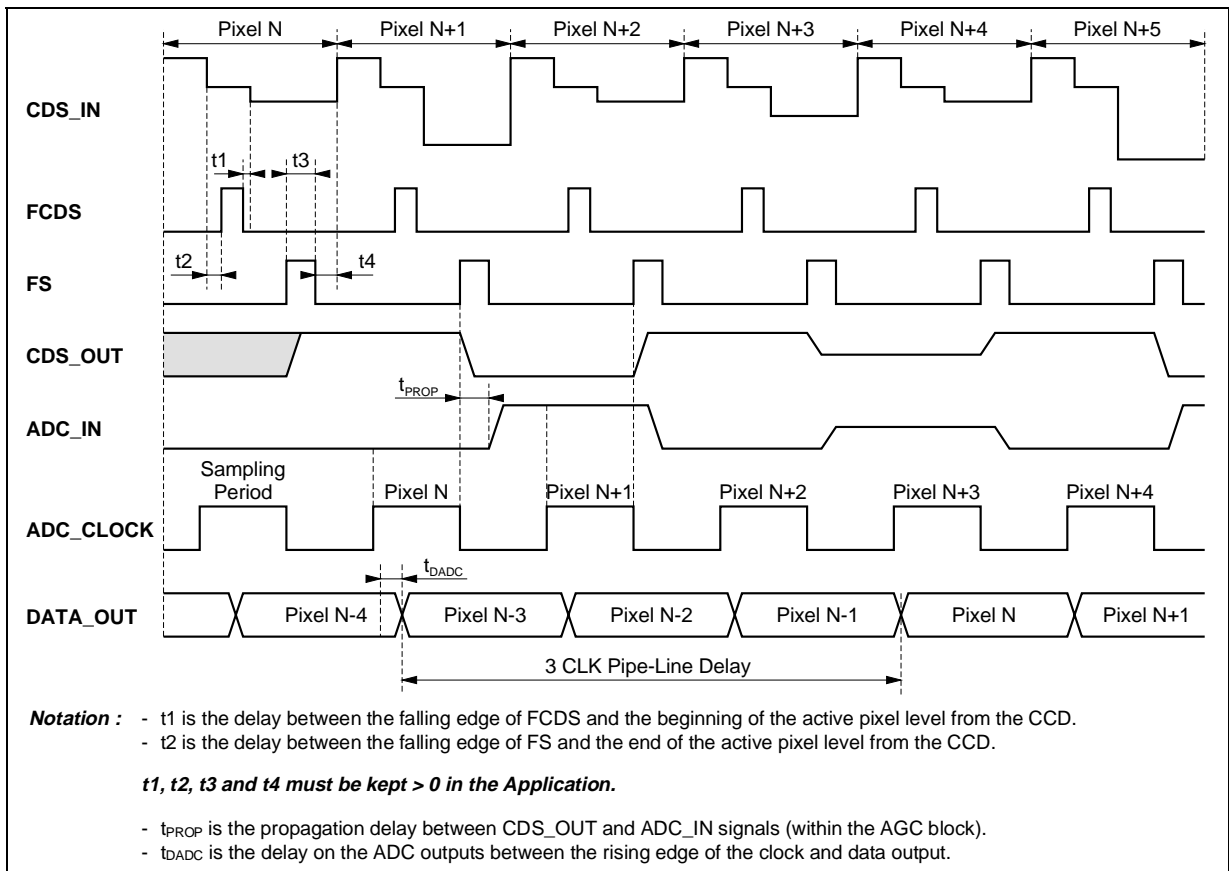 Pixel N Pixel N+1 Pixel N+2 Pixel N+3 Pixel N+4 Pixel N+5
CDS_IN
t1 t3
FCDS
t2 t4
FS
CDS_OUT
tPROP
ADC_IN
Sampling
Period Pixel N Pixel N+1 Pixel N+2 Pixel N+3 Pixel N+4
ADC_CLOCK
tDADC
DATA_OUT Pixel N-4 Pixel N-3 Pixel N-2 Pixel N-1 Pixel N Pixel N+1
3 CLK Pipe-Line Delay
Notation : - t1 is the delay between the falling edge of FCDS and the beginning of the active pixel level from the CCD.
- t2 is the delay between the falling edge of FS and the end of the active pixel level from the CCD.
t1, t2, t3 and t4 must be kept > 0 in the Application.
- tPROP is the propagation delay between CDS_OUT and ADC_IN signals (within the AGC block).
- tDADC is the delay on the ADC outputs between the rising edge of the clock and data output.